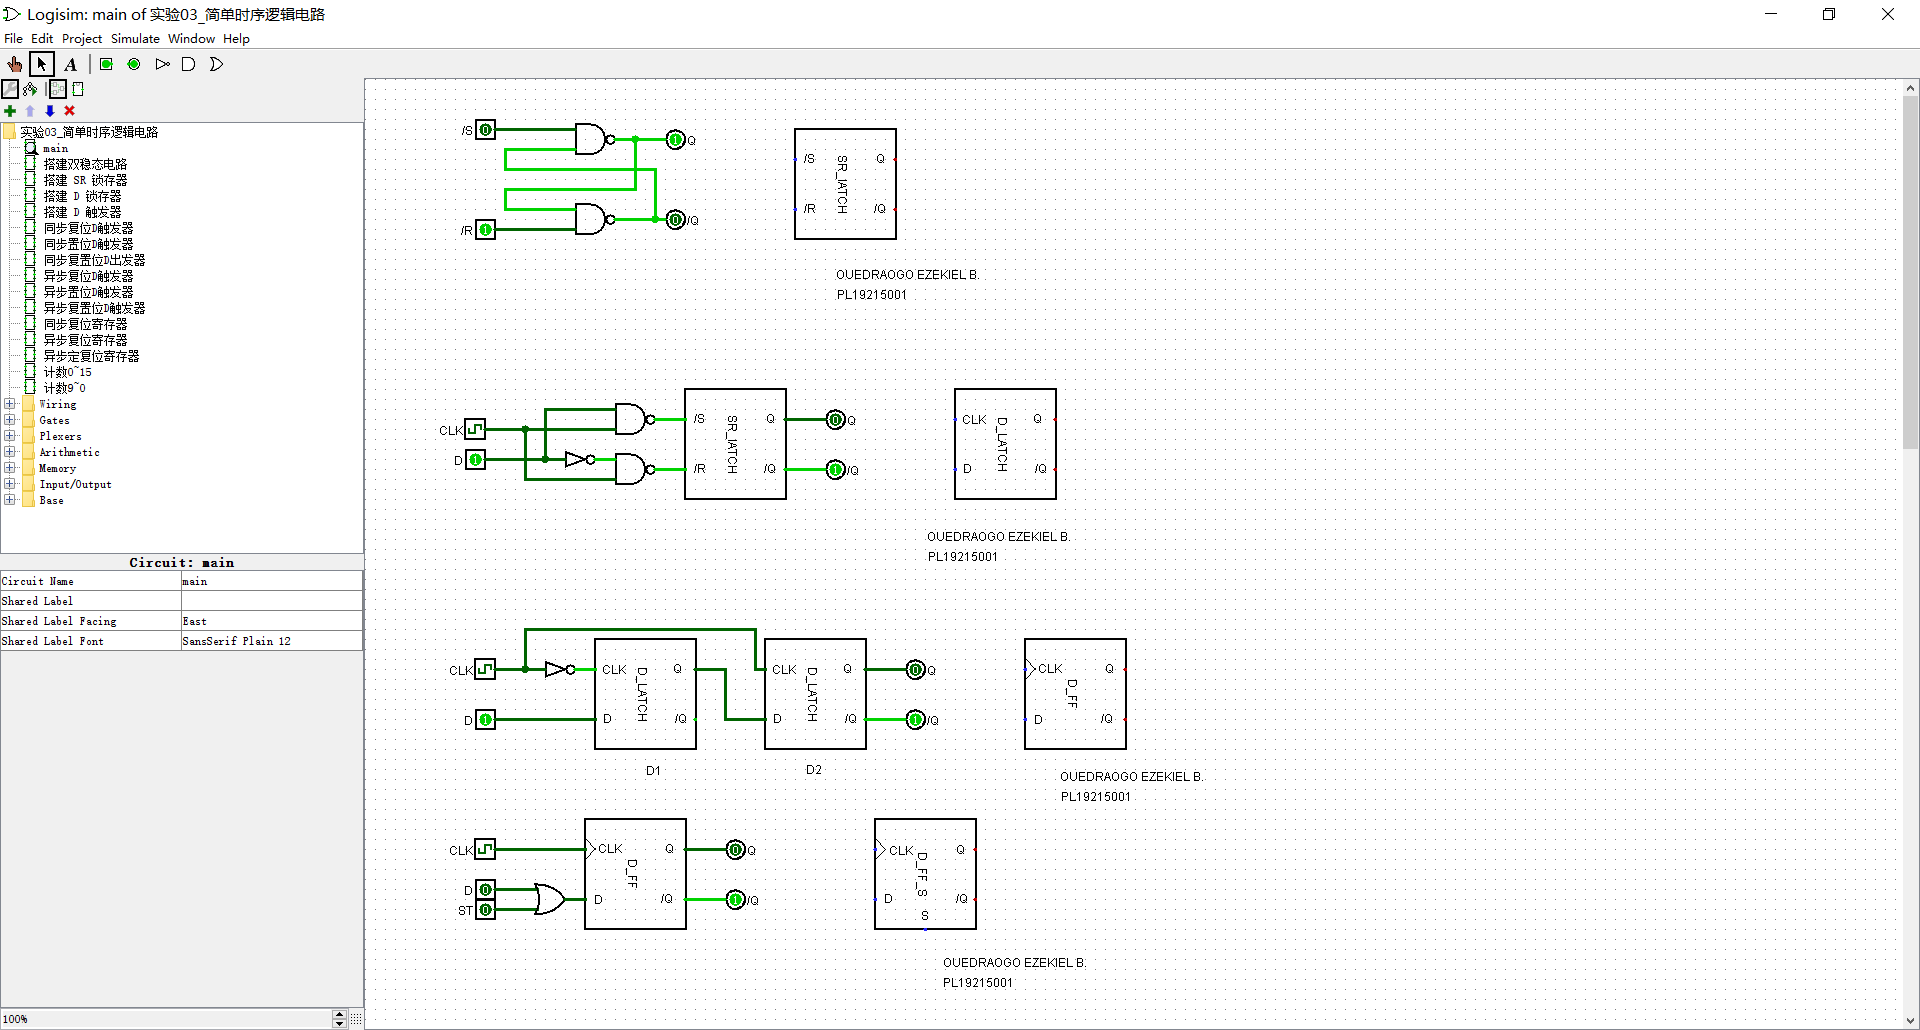 Logisim: main of 实验03_简单时序逻辑电路
File Edit Project Simulate Window Help
A
实验03_简单时序逻辑电路
main
搭建双稳态电路
搭建 SR 锁存器
搭建 D 锁存器
搭建 D 触发器
同步复位D触发器
同步置位D触发器
同步复置位D出发器
异步复位D触发器
异步置位D触发器
异步复置位D触发器
同步复位寄存器
异步复位寄存器
异步定复位寄存器
计数0~15
计数9~0
Wiring
Gates
Plexers
Arithmetic
Memory
Input/Output
Base
Circuit: main
Circuit Name main
Shared Label
Shared Label Facing East
Shared Label Font SansSerif Plain 12
100%
/S 0 1 Q
/R 1 0 /Q
/S Q
SR_lATCH
/R /Q
OUEDRAOGO EZEKIEL B.
PL19215001
CLK /S Q 0 Q
SR_lATCH
D 1 /R /Q 1 /Q
CLK Q
D_LATCH
D /Q
OUEDRAOGO EZEKIEL B.
PL19215001
CLK CLK Q CLK Q 0 Q
D_LATCH D_LATCH
D 1 D /Q D /Q 1 /Q
D1 D2
CLK Q
D_FF
D /Q
OUEDRAOGO EZEKIEL B.
PL19215001
CLK CLK Q 0 Q
D_FF
D 0 D /Q 1 /Q
ST 0
CLK Q
D_FF_S
D /Q
S
OUEDRAOGO EZEKIEL B.
PL19215001